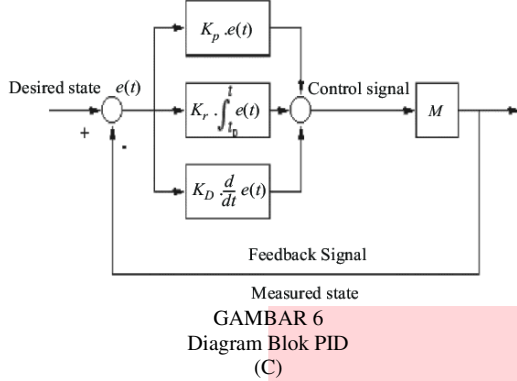 K_p .e(t)
Desired state e(t)
Control signal
K_r . ∫_{t_0}^{t} e(t)
M
+
-
K_D . d/dt e(t)
Feedback Signal
Measured state
GAMBAR 6
Diagram Blok PID
(C)